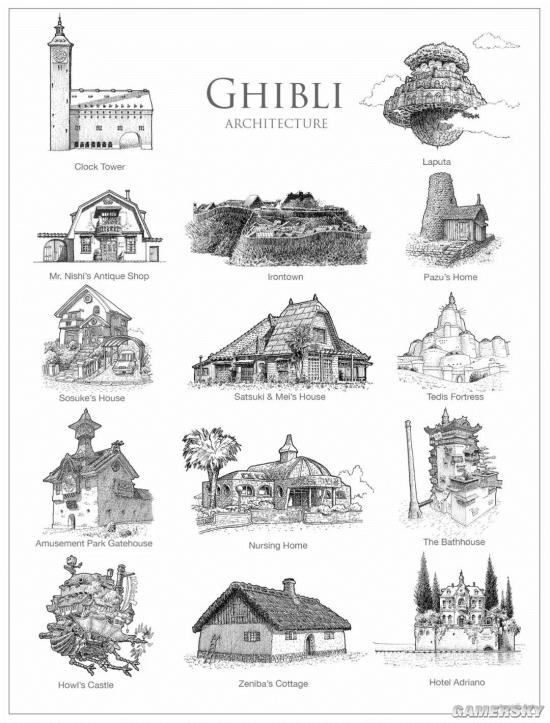 GHIBLI
ARCHITECTURE
Clock Tower
Laputa
Mr. Nishi's Antique Shop
Irontown
Pazu's Home
Sosuke's House
Satsuki & Mei's House
Tedis Fortress
Amusement Park Gatehouse
Nursing Home
The Bathhouse
Howl's Castle
Zeniba's Cottage
Hotel Adriano
GAMERSKY